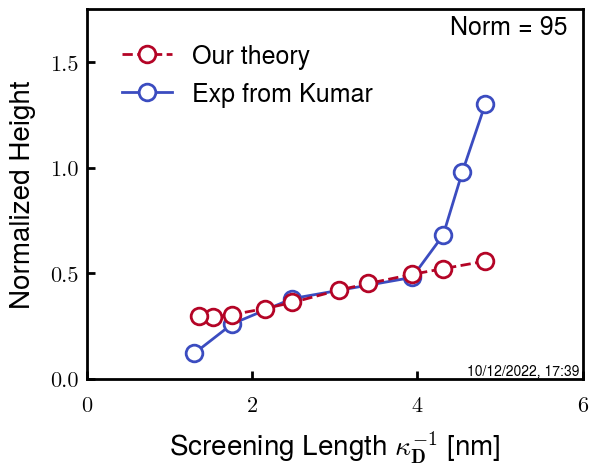 Norm = 95
Our theory
Exp from Kumar
Normalized Height
1.5
1.0
0.5
0.0
10/12/2022, 17:39
0 2 4 6
Screening Length κ_D^{-1} [nm]